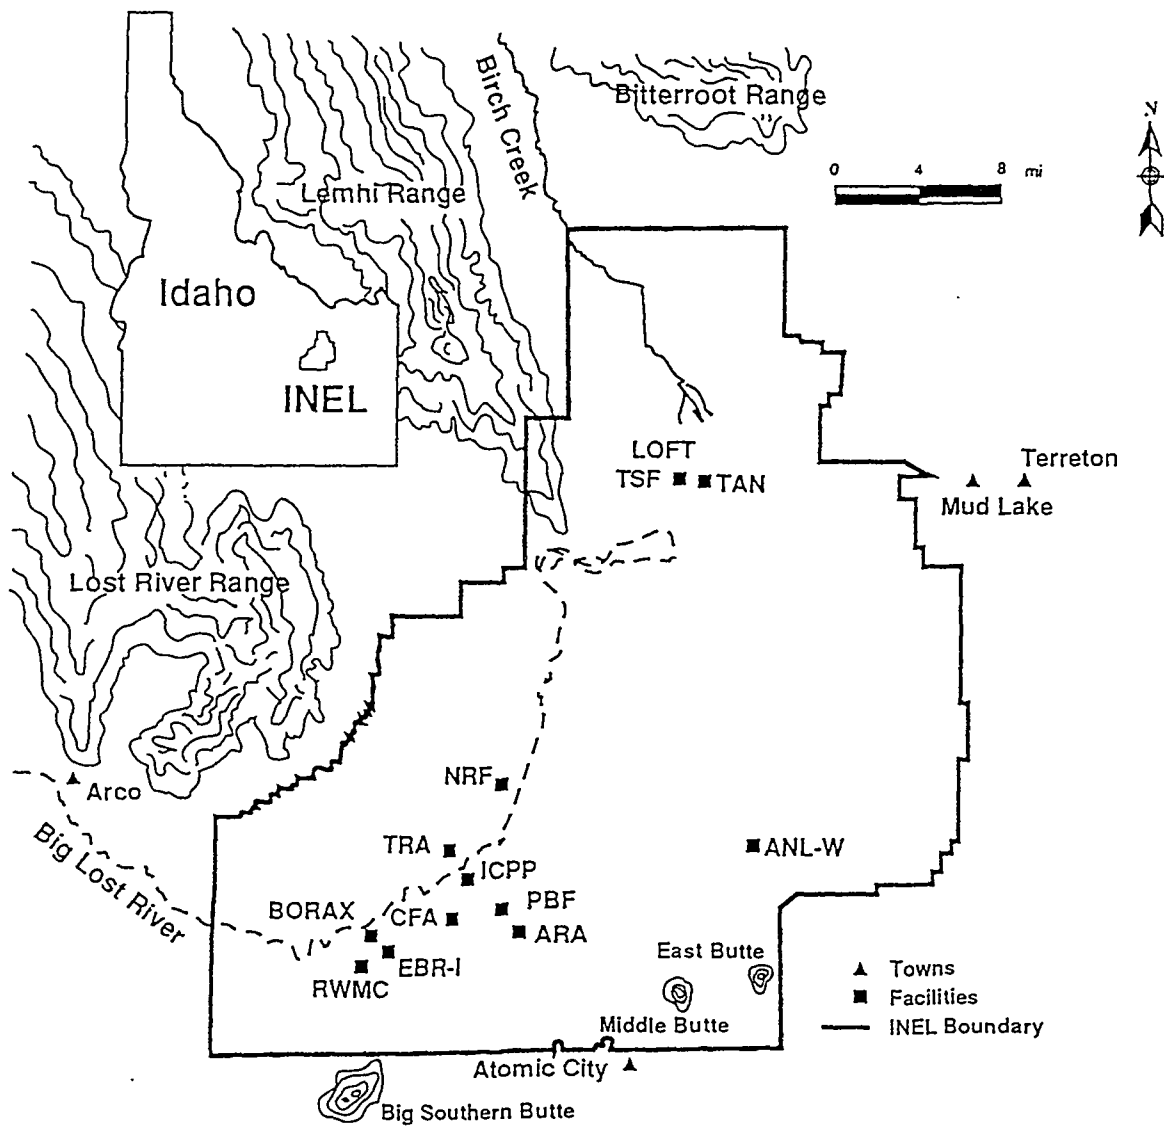 Birch Creek
Bitterroot Range
N
0 4 8 mi
Lemhi Range
Idaho
INEL
LOFT
TSF
TAN
Terreton
Mud Lake
Lost River Range
Arco
NRF
Big Lost River
TRA
ICPP
ANL-W
BORAX
CFA
PBF
ARA
EBR-I
RWMC
East Butte
Middle Butte
Towns
Facilities
INEL Boundary
Atomic City
Big Southern Butte